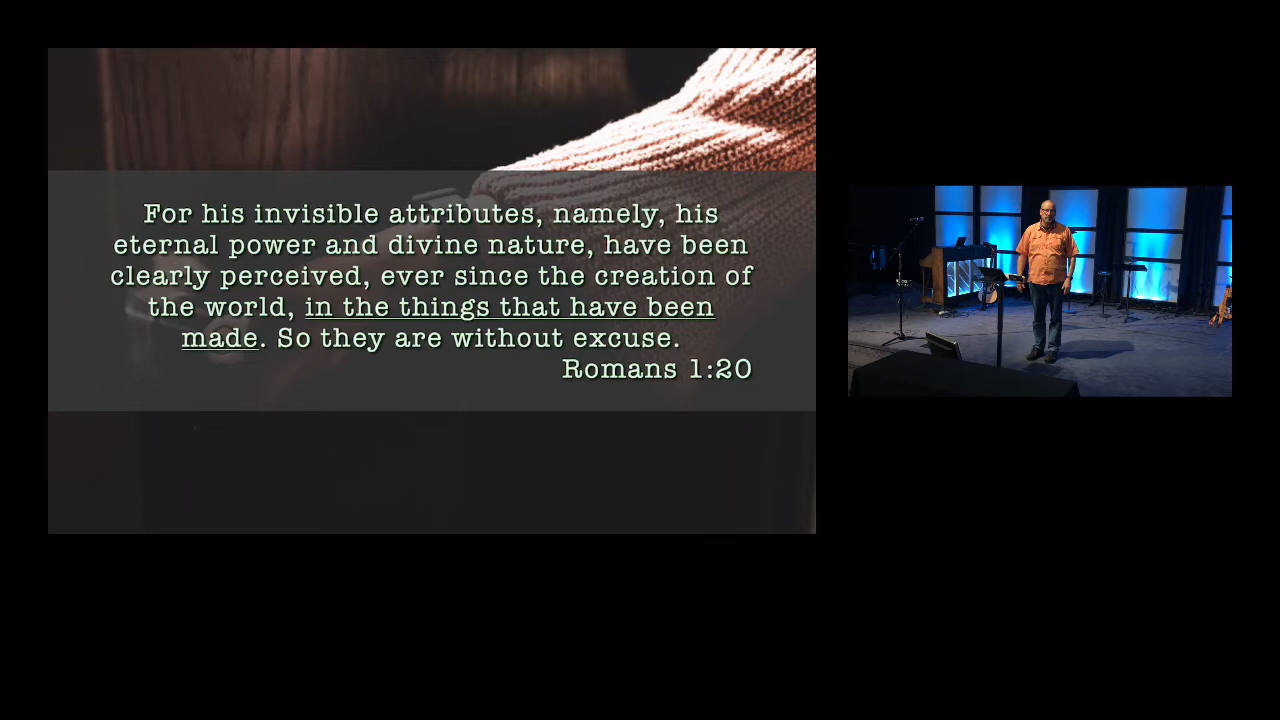 For his invisible attributes, namely, his
eternal power and divine nature, have been
clearly perceived, ever since the creation of
the world, in the things that have been
made. So they are without excuse.
Romans 1:20